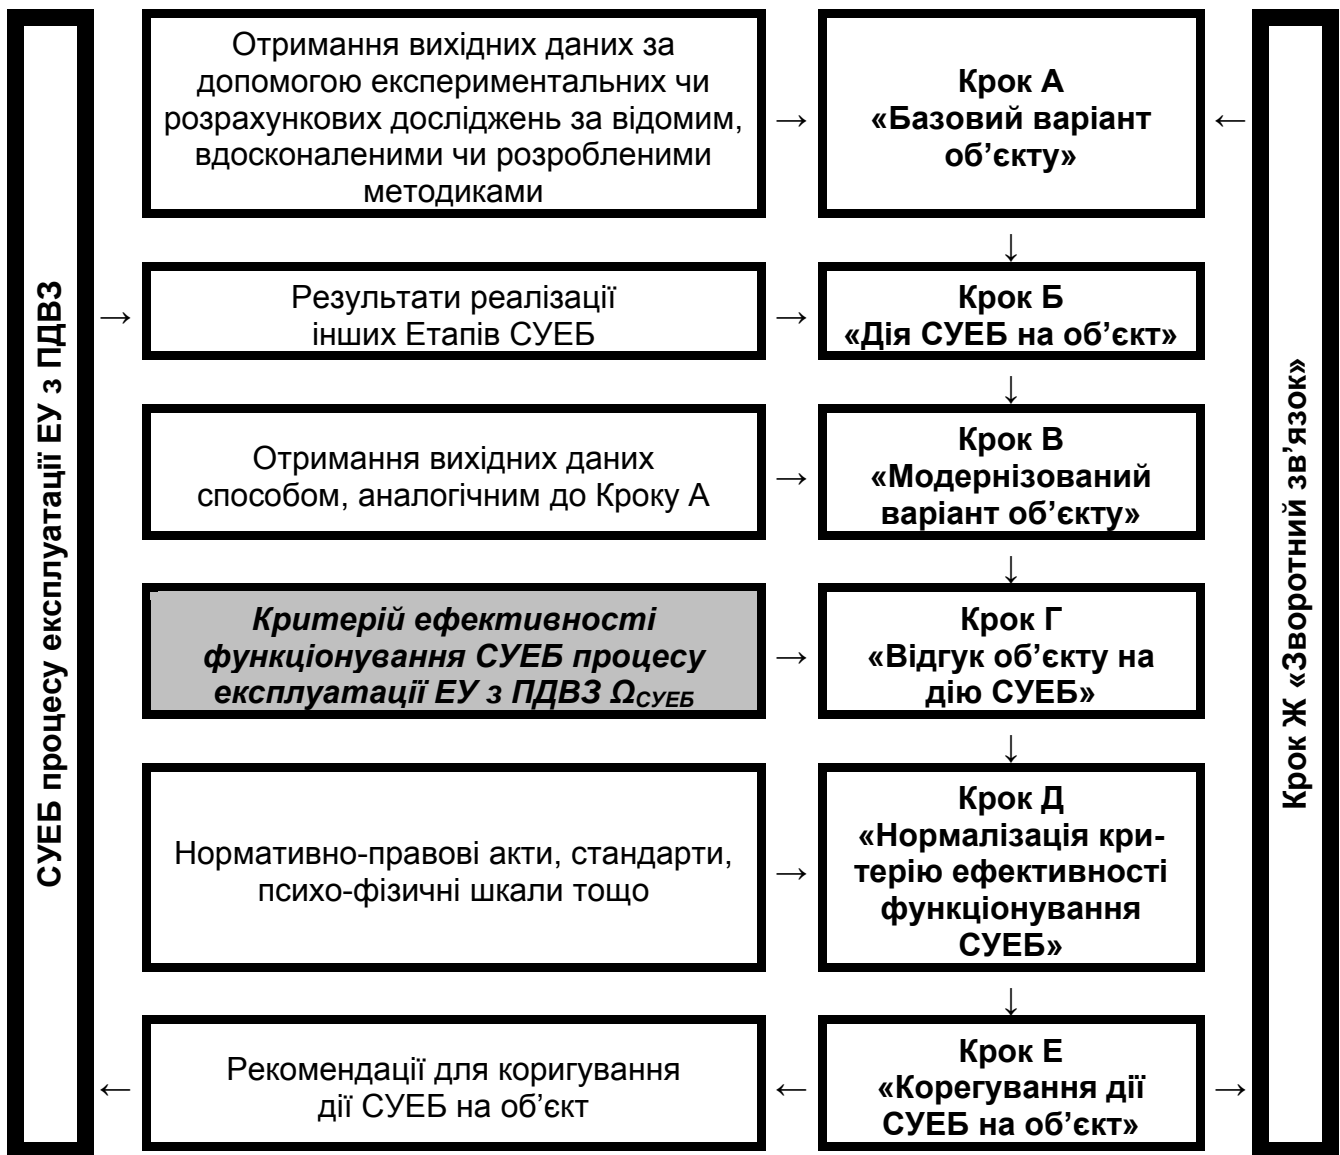 СУЕБ процесу експлуатації ЕУ з ПДВЗ
Отримання вихідних даних за
допомогою експериментальних чи
розрахункових досліджень за відомим,
вдосконаленими чи розробленими
методиками
→
Крок А
«Базовий варіант
об’єкту»
←
↓
→
Результати реалізації
інших Етапів СУЕБ
→
Крок Б
«Дія СУЕБ на об’єкт»
↓
Отримання вихідних даних
способом, аналогічним до Кроку А
→
Крок В
«Модернізований
варіант об’єкту»
↓
Критерій ефективності
функціонування СУЕБ процесу
експлуатації ЕУ з ПДВЗ ΩСУЕБ
→
Крок Г
«Відгук об’єкту на
дію СУЕБ»
↓
Нормативно-правові акти, стандарти,
психо-фізичні шкали тощо
→
Крок Д
«Нормалізація кри-
терію ефективності
функціонування
СУЕБ»
↓
←
Рекомендації для коригування
дії СУЕБ на об’єкт
←
Крок Е
«Корегування дії
СУЕБ на об’єкт»
→
Крок Ж «Зворотний зв’язок»